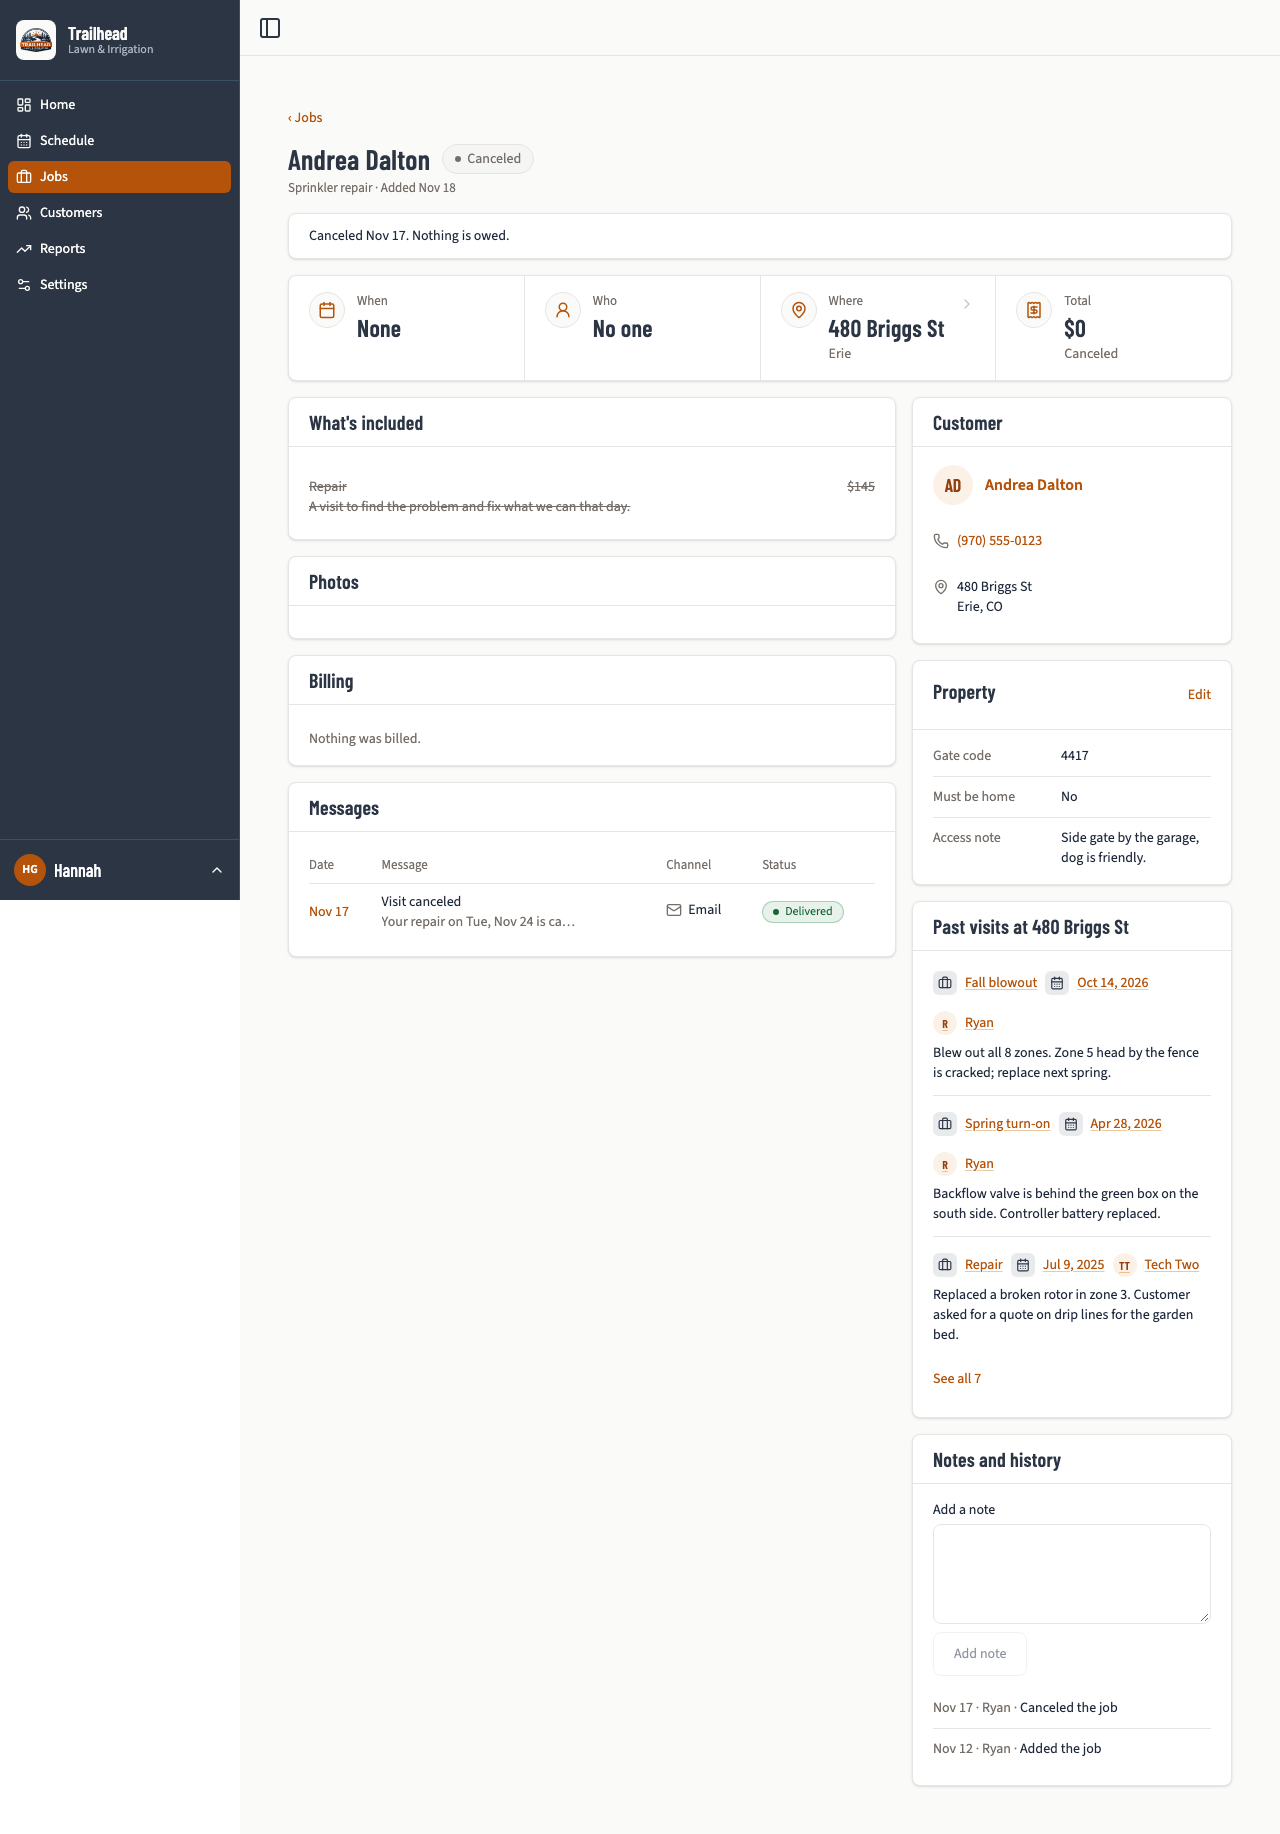 TRAILHEAD
Trailhead
Lawn & Irrigation
Home
Schedule
Jobs
Customers
Reports
Settings
HG
Hannah
‹ Jobs
Andrea Dalton
Canceled
Sprinkler repair · Added Nov 18
Canceled Nov 17. Nothing is owed.
When
None
Who
No one
Where
480 Briggs St
Erie
Total
$0
Canceled
What's included
Repair
$145
A visit to find the problem and fix what we can that day.
Photos
Billing
Nothing was billed.
Messages
Date
Message
Channel
Status
Nov 17
Visit canceled
Your repair on Tue, Nov 24 is ca…
Email
Delivered
Customer
AD
Andrea Dalton
(970) 555-0123
480 Briggs St
Erie, CO
Property
Edit
Gate code
4417
Must be home
No
Access note
Side gate by the garage,
dog is friendly.
Past visits at 480 Briggs St
Fall blowout
Oct 14, 2026
R
Ryan
Blew out all 8 zones. Zone 5 head by the fence
is cracked; replace next spring.
Spring turn-on
Apr 28, 2026
R
Ryan
Backflow valve is behind the green box on the
south side. Controller battery replaced.
Repair
Jul 9, 2025
TT
Tech Two
Replaced a broken rotor in zone 3. Customer
asked for a quote on drip lines for the garden
bed.
See all 7
Notes and history
Add a note
Add note
Nov 17 · Ryan · Canceled the job
Nov 12 · Ryan · Added the job